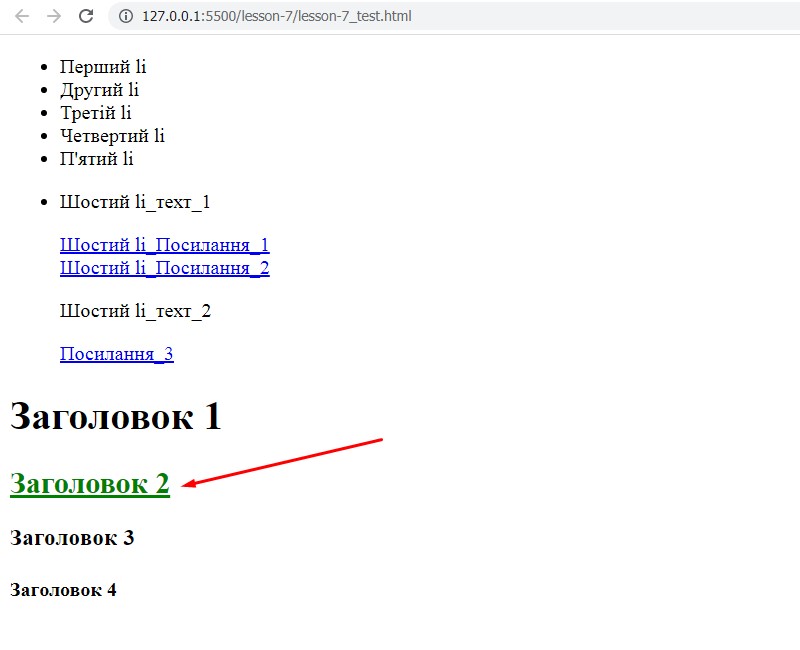 127.0.0.1:5500/lesson-7/lesson-7_test.html
Перший li
Другий li
Третій li
Четвертий li
П'ятий li
Шостий li_текст_1
Шостий li_Посилання_1
Шостий li_Посилання_2
Шостий li_текст_2
Посилання_3
Заголовок 1
Заголовок 2
Заголовок 3
Заголовок 4